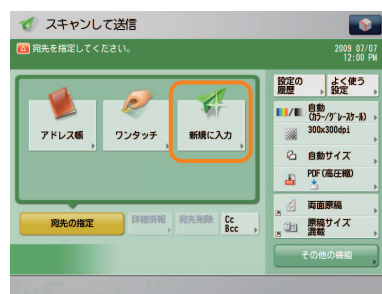 スキャンして送信
宛先を指定してください。
2009 07/07
12:00 PM
アドレス帳
ワンタッチ
新規に入力
宛先の指定
詳細情報
宛先削除
Cc
Bcc
設定の
履歴
よく使う
設定
自動
(カラー/グレースケール)
300x300dpi
自動サイズ
PDF(高圧縮)
両面原稿
原稿サイズ
混載
その他の機能